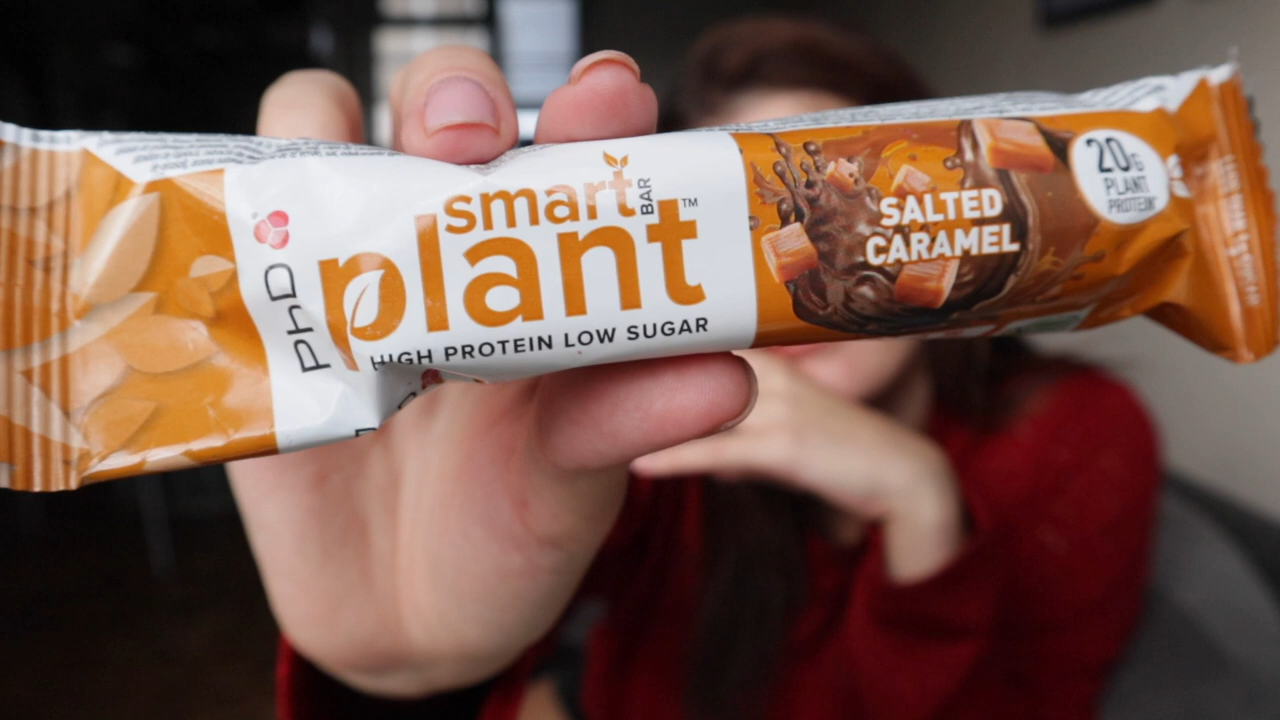 PhD
smart
BAR
plant™
HIGH PROTEIN LOW SUGAR
SALTED
CARAMEL
20G
PLANT
PROTEIN